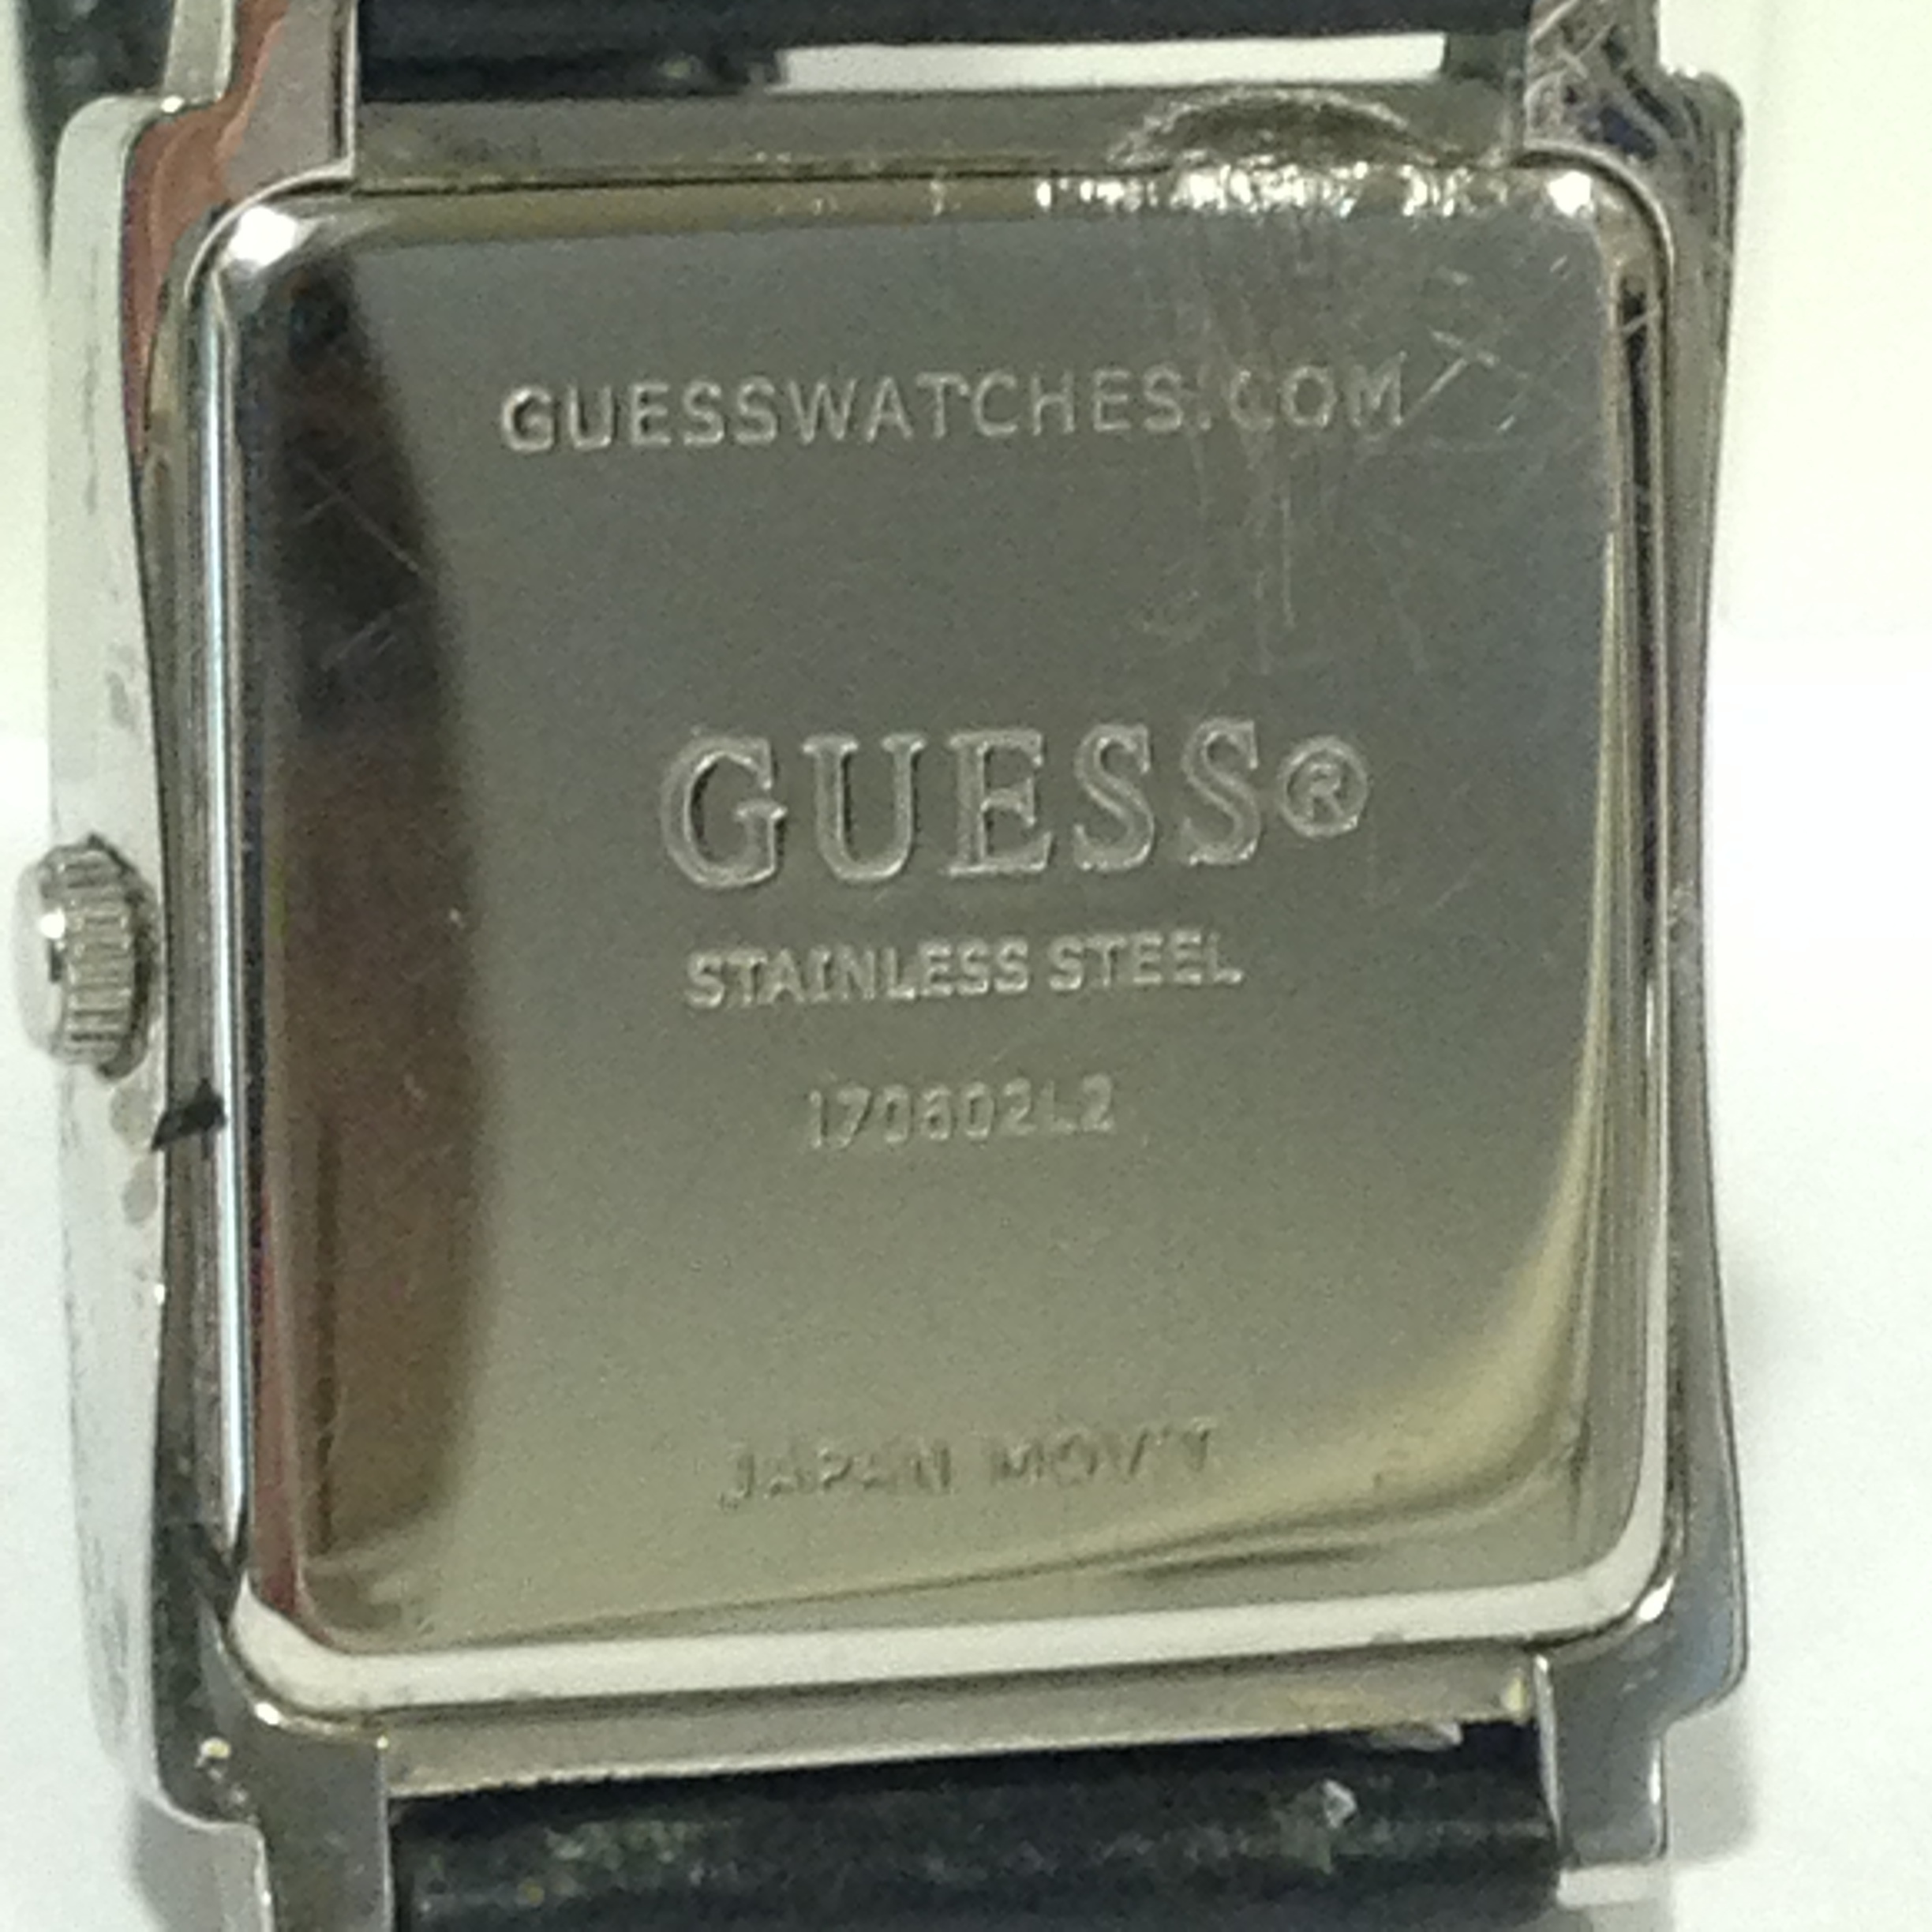 GUESSWATCHES.COM
GUESS®
STAINLESS STEEL
170602L2
JAPAN MOV'T